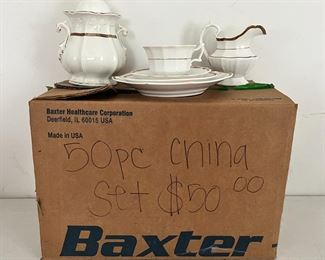 Baxter Healthcare Corporation
Deerfield, IL 60015 USA
Made in USA
50pc China
Set $50 00
Baxter